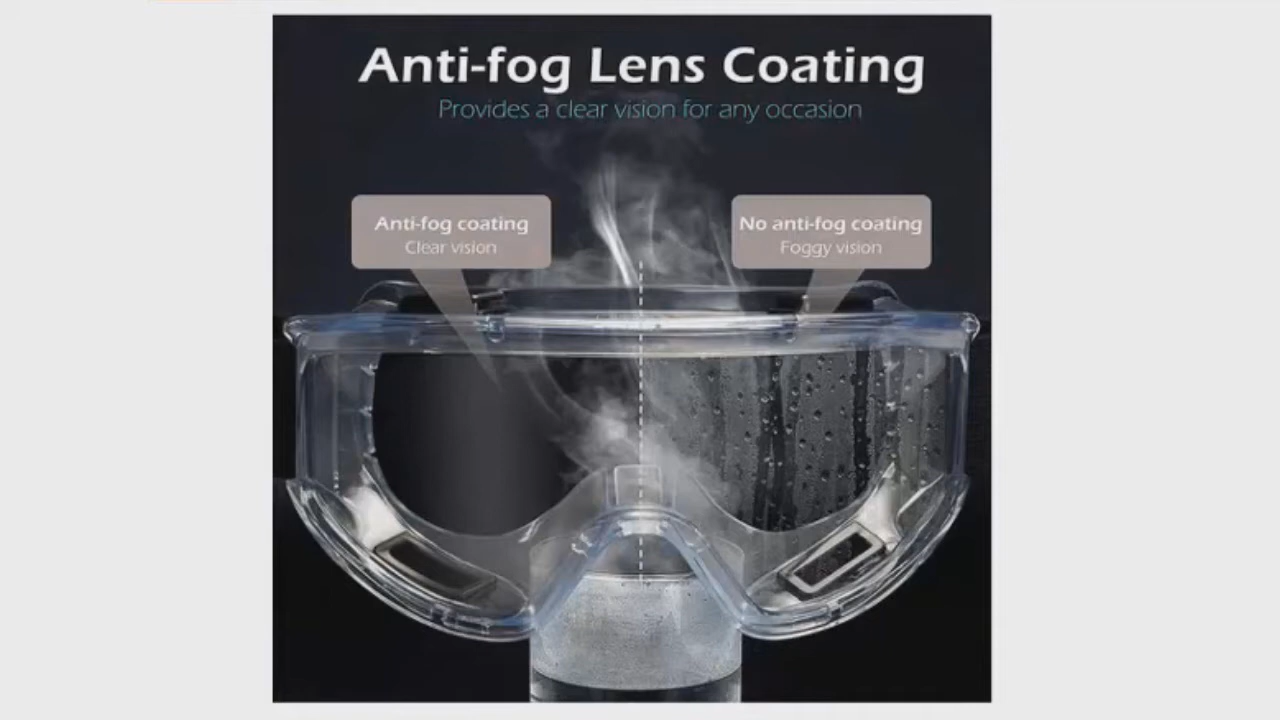 Anti-fog Lens Coating
Provides a clear vision for any occasion
Anti-fog coating
Clear vision
No anti-fog coating
Foggy vision